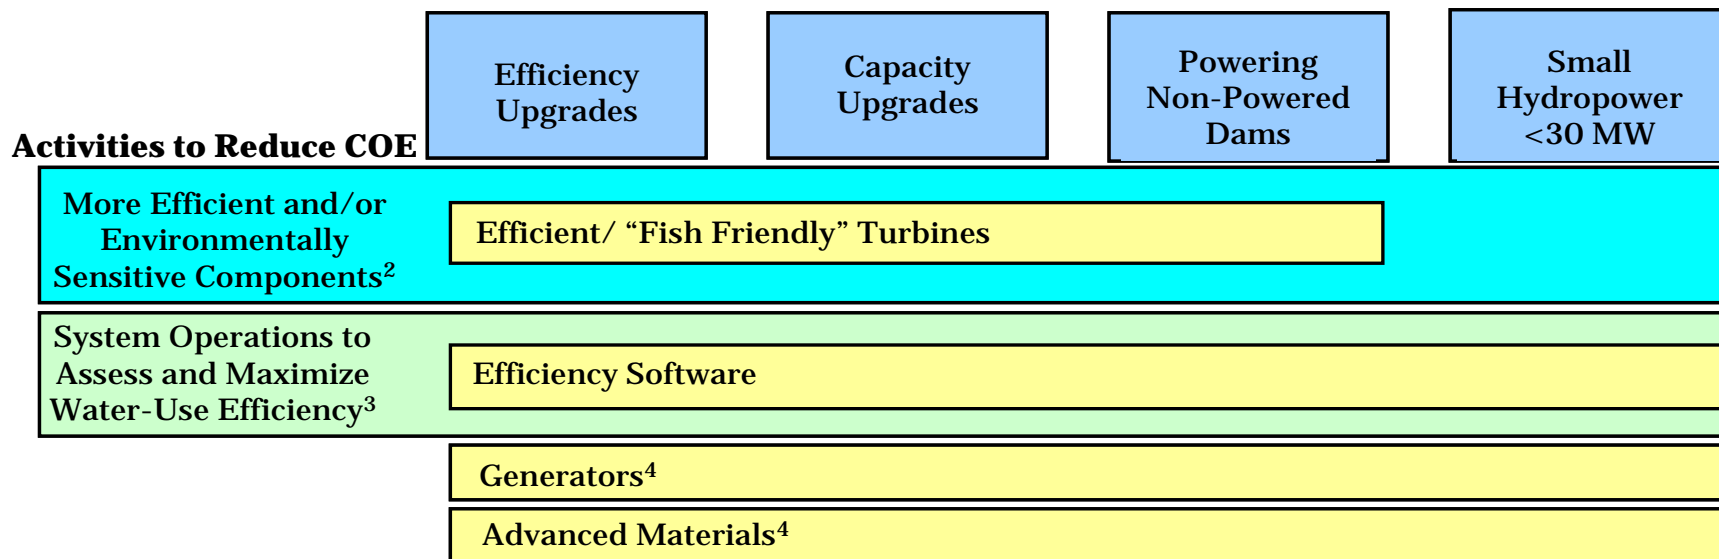 Efficiency
Upgrades
Capacity
Upgrades
Powering
Non-Powered
Dams
Small
Hydropower
<30 MW
Activities to Reduce COE
More Efficient and/or
Environmentally
Sensitive Components²
Efficient/ “Fish Friendly” Turbines
System Operations to
Assess and Maximize
Water-Use Efficiency³
Efficiency Software
Generators⁴
Advanced Materials⁴